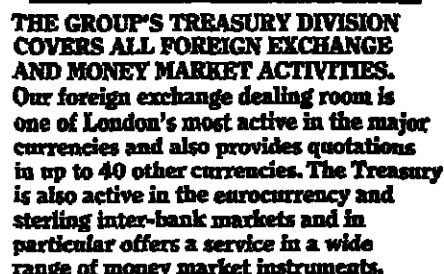 THE GROUP'S TREASURY DIVISION
COVERS ALL FOREIGN EXCHANGE
AND MONEY MARKET ACTIVITIES.
Our foreign exchange dealing room is
one of London's most active in the major
currencies and also provides quotations
in up to 40 other currencies. The Treasury
is also active in the eurocurrency and
sterling inter-bank markets and in
particular offers a service in a wide
range of money market instruments.